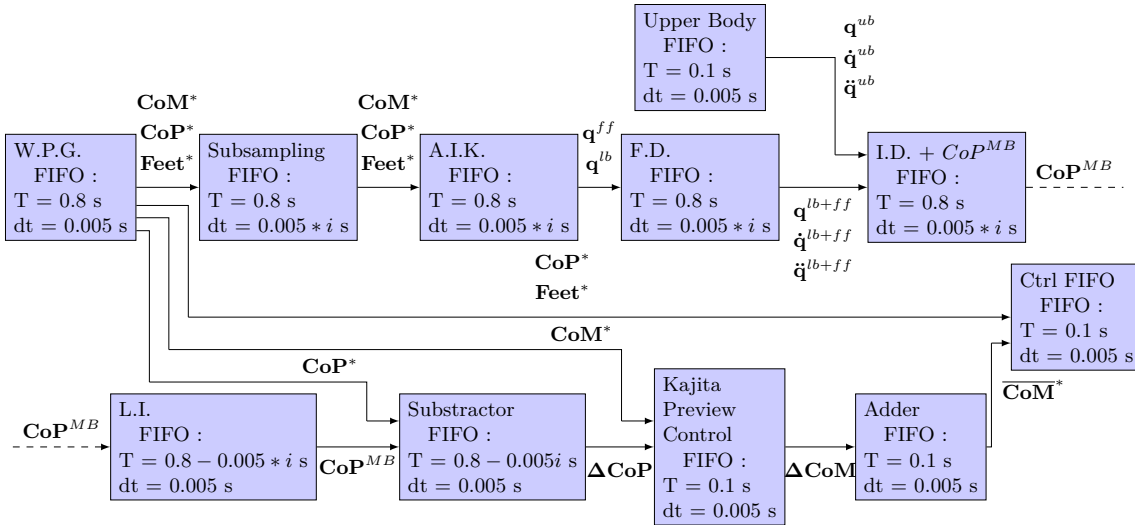 Upper Body
FIFO :
T = 0.1 s
dt = 0.005 s
q^{ub}
q̇^{ub}
q̈^{ub}
W.P.G.
FIFO :
T = 0.8 s
dt = 0.005 s
CoM*
CoP*
Feet*
Subsampling
FIFO :
T = 0.8 s
dt = 0.005 ∗ i s
CoM*
CoP*
Feet*
A.I.K.
FIFO :
T = 0.8 s
dt = 0.005 ∗ i s
q^{ff}
q^{lb}
F.D.
FIFO :
T = 0.8 s
dt = 0.005 ∗ i s
q^{lb+ff}
q̇^{lb+ff}
q̈^{lb+ff}
I.D. + CoP^{MB}
FIFO :
T = 0.8 s
dt = 0.005 ∗ i s
CoP^{MB}
CoP*
Feet*
Ctrl FIFO
FIFO :
T = 0.1 s
dt = 0.005 s
CoM*
CoP*
CoP^{MB}
L.I.
FIFO :
T = 0.8 − 0.005 ∗ i s
dt = 0.005 s
CoP^{MB}
Substractor
FIFO :
T = 0.8 − 0.005i s
dt = 0.005 s
ΔCoP
Kajita
Preview
Control
FIFO :
T = 0.1 s
dt = 0.005 s
ΔCoM
Adder
FIFO :
T = 0.1 s
dt = 0.005 s
C̅o̅M̅*